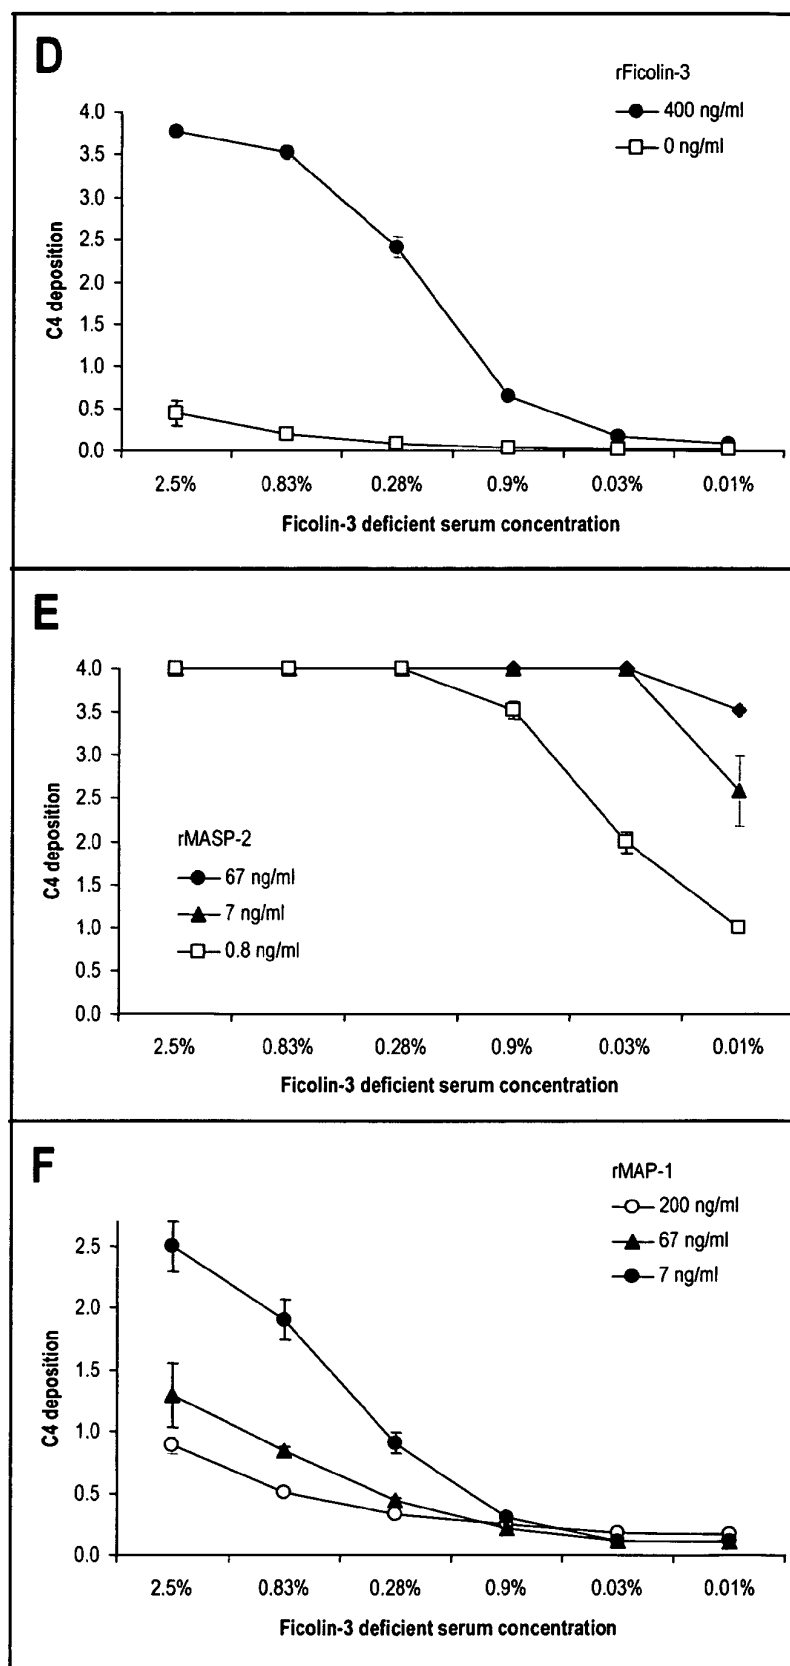 D
rFicolin-3
400 ng/ml
0 ng/ml
4.0
3.5
3.0
2.5
2.0
1.5
1.0
0.5
0.0
C4 deposition
2.5% 0.83% 0.28% 0.9% 0.03% 0.01%
Ficolin-3 deficient serum concentration
E
4.0
3.5
3.0
2.5
2.0
1.5
1.0
0.5
0.0
C4 deposition
rMASP-2
67 ng/ml
7 ng/ml
0.8 ng/ml
2.5% 0.83% 0.28% 0.9% 0.03% 0.01%
Ficolin-3 deficient serum concentration
F
rMAP-1
200 ng/ml
67 ng/ml
7 ng/ml
2.5
2.0
1.5
1.0
0.5
0.0
C4 deposition
2.5% 0.83% 0.28% 0.9% 0.03% 0.01%
Ficolin-3 deficient serum concentration